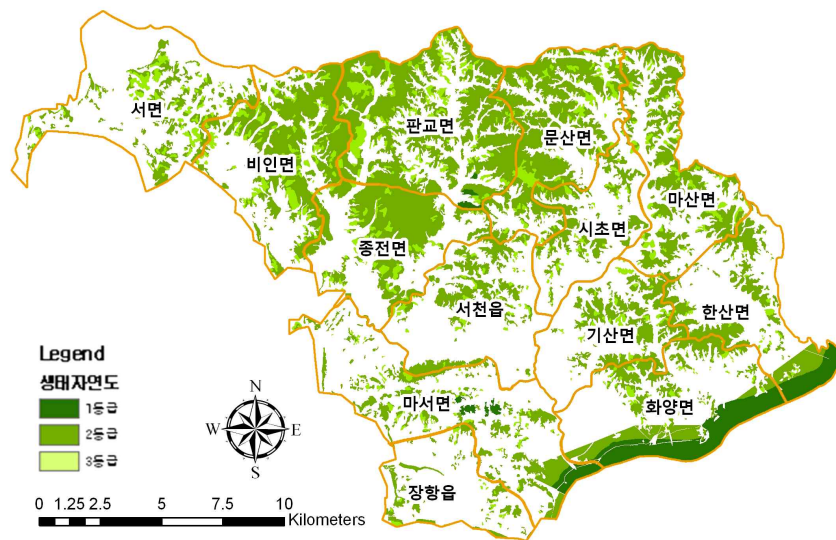 서면
비인면
판교면
문산면
마산면
시초면
종전면
서천읍
기산면
한산면
마서면
화양면
장항읍
Legend
생태자연도
1등급
2등급
3등급
N
W E
S
0 1.25 2.5 5 7.5 10
Kilometers